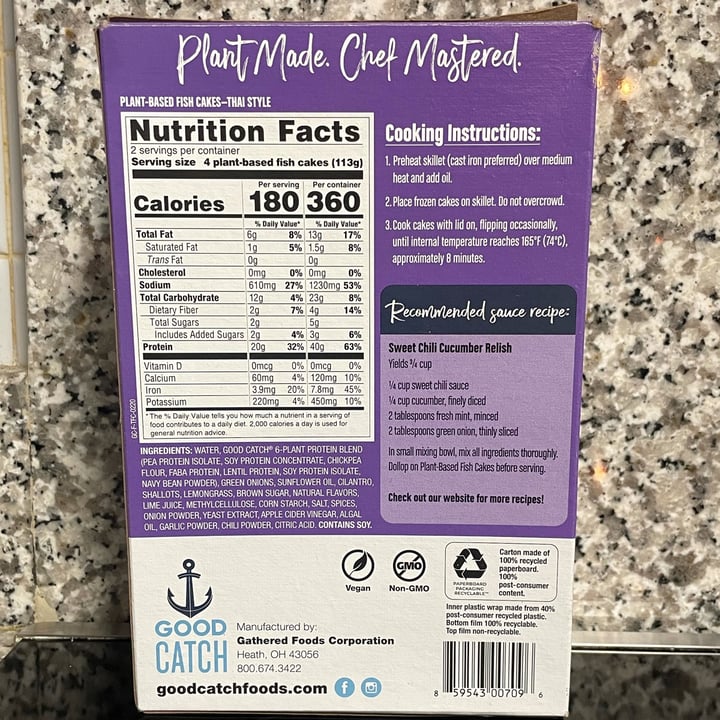 Plant Made. Chef Mastered.
PLANT-BASED FISH CAKES–THAI STYLE
Nutrition Facts
2 servings per container
Serving size 4 plant-based fish cakes (113g)
Per serving Per container
Calories 180 360
% Daily Value* % Daily Value*
Total Fat 6g 8% 13g 17%
Saturated Fat 1g 5% 1.5g 8%
Trans Fat 0g 0g
Cholesterol 0mg 0% 0mg 0%
Sodium 610mg 27% 1230mg 53%
Total Carbohydrate 12g 4% 23g 8%
Dietary Fiber 2g 7% 4g 14%
Total Sugars 2g 5g
Includes Added Sugars 2g 4% 3g 6%
Protein 20g 32% 40g 63%
Vitamin D 0mcg 0% 0mcg 0%
Calcium 60mg 4% 120mg 10%
Iron 3.9mg 20% 7.8mg 45%
Potassium 220mg 4% 450mg 10%
*The % Daily Value tells you how much a nutrient in a serving of
food contributes to a daily diet. 2,000 calories a day is used for
general nutrition advice.
GC-F-TFC-0220
INGREDIENTS: WATER, GOOD CATCH® 6-PLANT PROTEIN BLEND
(PEA PROTEIN ISOLATE, SOY PROTEIN CONCENTRATE, CHICKPEA
FLOUR, FABA PROTEIN, LENTIL PROTEIN, SOY PROTEIN ISOLATE,
NAVY BEAN POWDER), GREEN ONIONS, SUNFLOWER OIL, CILANTRO,
SHALLOTS, LEMONGRASS, BROWN SUGAR, NATURAL FLAVORS,
LIME JUICE, METHYLCELLULOSE, CORN STARCH, SALT, SPICES,
ONION POWDER, YEAST EXTRACT, APPLE CIDER VINEGAR, ALGAL
OIL, GARLIC POWDER, CHILI POWDER, CITRIC ACID. CONTAINS SOY.
Cooking Instructions:
1. Preheat skillet (cast iron preferred) over medium
heat and add oil.
2. Place frozen cakes on skillet. Do not overcrowd.
3. Cook cakes with lid on, flipping occasionally,
until internal temperature reaches 165°F (74°C),
approximately 8 minutes.
Recommended sauce recipe:
Sweet Chili Cucumber Relish
Yields ¾ cup
¼ cup sweet chili sauce
¼ cup cucumber, finely diced
2 tablespoons fresh mint, minced
2 tablespoons green onion, thinly sliced
In small mixing bowl, mix all ingredients thoroughly.
Dollop on Plant-Based Fish Cakes before serving.
Check out our website for more recipes!
GOOD
CATCH
Manufactured by:
Gathered Foods Corporation
Heath, OH 43056
800.674.3422
goodcatchfoods.com
Vegan
GMO
Non-GMO
PAPERBOARD
PACKAGING
RECYCLABLE™
Carton made of
100% recycled
paperboard.
100%
post-consumer
content.
Inner plastic wrap made from 40%
post-consumer recycled plastic.
Bottom film 100% recyclable.
Top film non-recyclable.
8 59543 00709 6